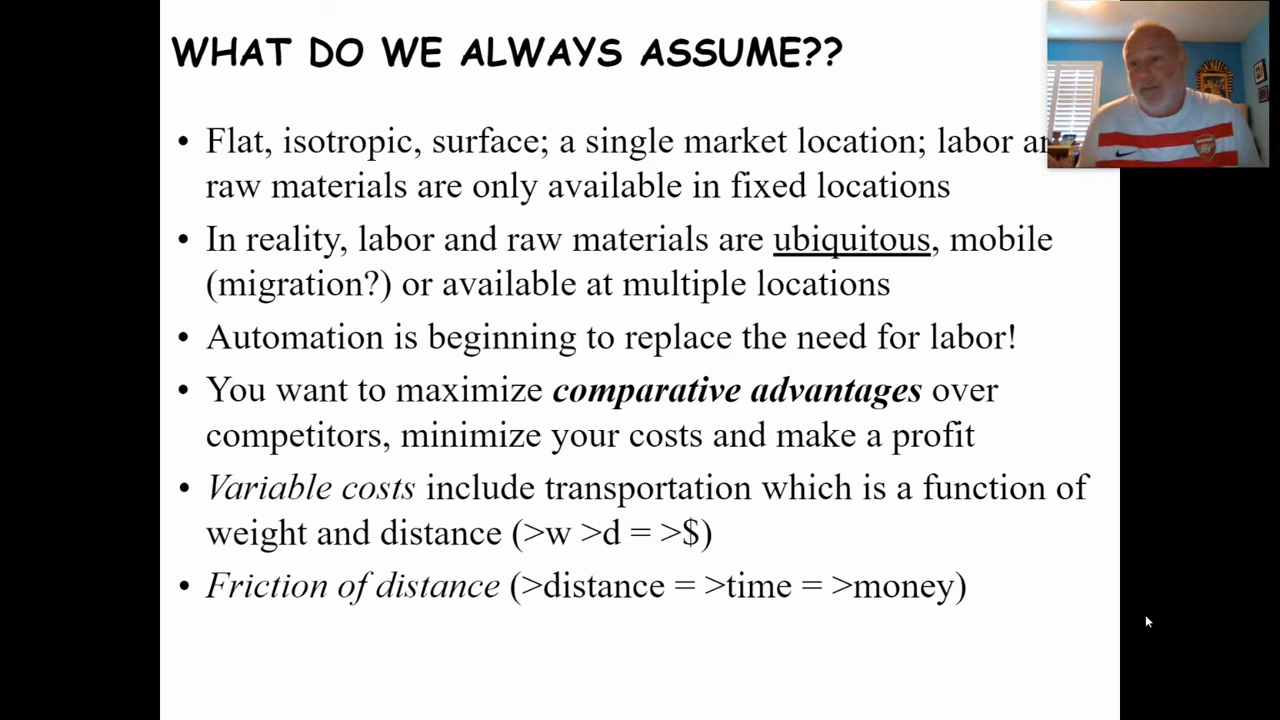 WHAT DO WE ALWAYS ASSUME??
• Flat, isotropic, surface; a single market location; labor
raw materials are only available in fixed locations
• In reality, labor and raw materials are ubiquitous, mobile
(migration?) or available at multiple locations
• Automation is beginning to replace the need for labor!
• You want to maximize comparative advantages over
competitors, minimize your costs and make a profit
• Variable costs include transportation which is a function of
weight and distance (>w >d = >$)
• Friction of distance (>distance = >time = >money)